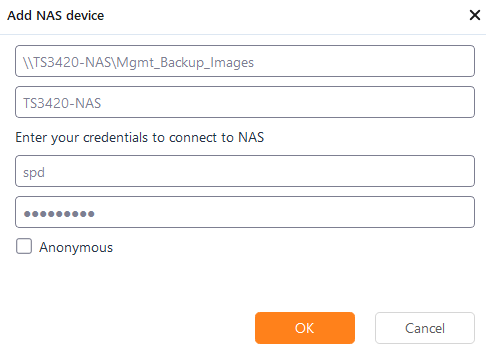 Add NAS device
\\TS3420-NAS\Mgmt_Backup_Images
TS3420-NAS
Enter your credentials to connect to NAS
spd
●●●●●●●●●
Anonymous
OK
Cancel